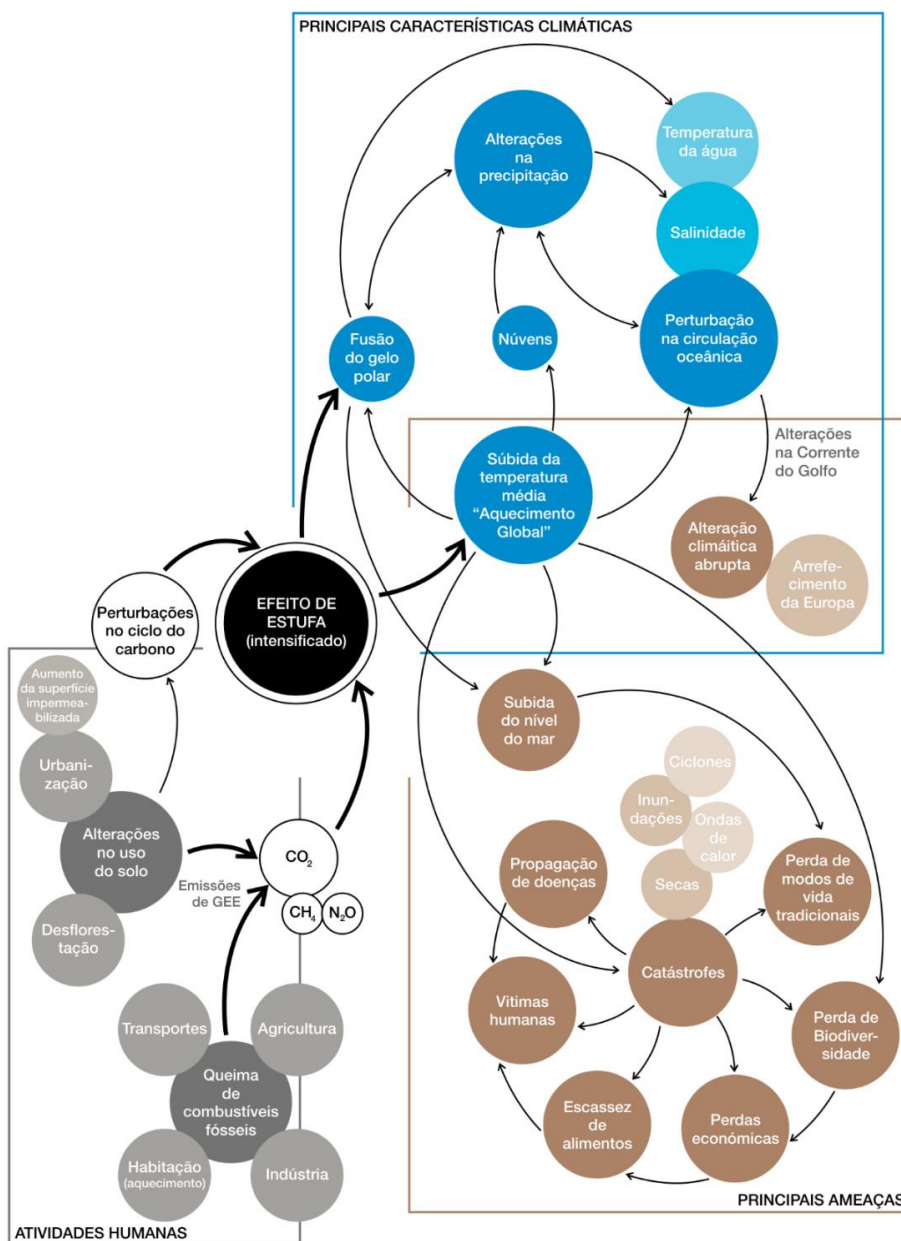 PRINCIPAIS CARACTERÍSTICAS CLIMÁTICAS
Temperatura
da água
Alterações
na
precipitação
Salinidade
Perturbação
na circulação
oceânica
Núvens
Fusão
do gelo
polar
Alterações
na Corrente
do Golfo
Súbida da
temperatura
média
“Aquecimento
Global”
Alteração
climáitica
abrupta
Arrefe-
cimento
da Europa
EFEITO DE
ESTUFA
(intensificado)
Perturbações
no ciclo do
carbono
Aumento
da superfície
impermea-
bilizada
Urbani-
zação
Alterações
no uso
do solo
Desflores-
tação
Emissões
de GEE
CO2
CH4
N2O
Transportes
Agricultura
Queima
de
combustíveis
fósseis
Habitação
(aquecimento)
Indústria
ATIVIDADES HUMANAS
Subida
do nível
do mar
Ciclones
Inun-
dações
Ondas
de
calor
Secas
Propagação
de doenças
Perda de
modos de
vida
tradicionais
Catástrofes
Vitimas
humanas
Perda de
Biodiver-
sidade
Escassez
de
alimentos
Perdas
económicas
PRINCIPAIS AMEAÇAS